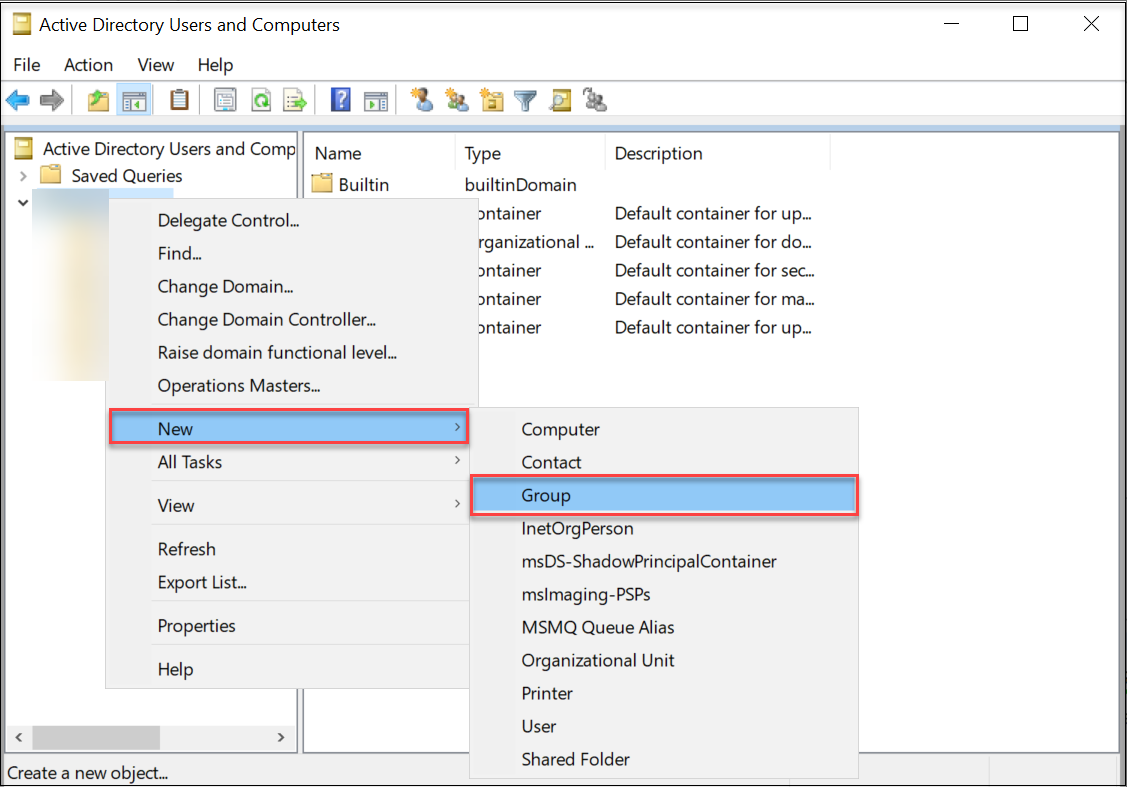 Active Directory Users and Computers
File Action View Help
Active Directory Users and Comp
Saved Queries
Name Type Description
Builtin builtinDomain
ontainer Default container for up...
rganizational ... Default container for do...
ontainer Default container for sec...
ontainer Default container for ma...
ontainer Default container for up...
Delegate Control...
Find...
Change Domain...
Change Domain Controller...
Raise domain functional level...
Operations Masters...
New
All Tasks
View
Refresh
Export List...
Properties
Help
Computer
Contact
Group
InetOrgPerson
msDS-ShadowPrincipalContainer
msImaging-PSPs
MSMQ Queue Alias
Organizational Unit
Printer
User
Shared Folder
Create a new object...